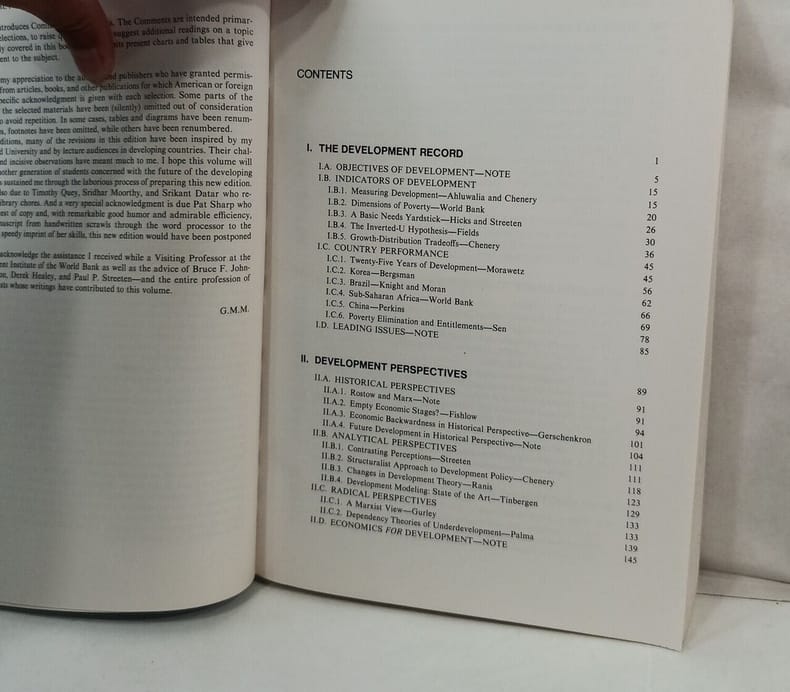 ntroduces Com s. The Comments are intended primar-
elections, to raise suggest additional readings on a topic
ly covered in this bo its present charts and tables that give
ent to the subject.
my appreciation to the au nd publishers who have granted permis-
from articles, books, and other publications for which American or foreign
pecific acknowledgment is given with each selection. Some parts of the
the selected materials have been (silently) omitted out of consideration
o avoid repetition. In some cases, tables and diagrams have been renum-
s, footnotes have been omitted, while others have been renumbered.
ditions, many of the revisions in this edition have been inspired by my
d University and by lecture audiences in developing countries. Their chal-
nd incisive observations have meant much to me. I hope this volume will
other generation of students concerned with the future of the developing
s sustained me through the laborious process of preparing this new edition.
lso due to Timothy Quey, Sridhar Moorthy, and Srikant Datar who re-
ibrary chores. And a very special acknowledgment is due Pat Sharp who
est of copy and, with remarkable good humor and admirable efficiency,
nuscript from handwritten scrawls through the word processor to the
speedy imprint of her skills, this new edition would have been postponed
acknowledge the assistance I received while a Visiting Professor at the
ent Institute of the World Bank as well as the advice of Bruce F. John-
on, Derek Healey, and Paul P. Streeten—and the entire profession of
sts whose writings have contributed to this volume.
G.M.M.
CONTENTS
I. THE DEVELOPMENT RECORD 1
I.A. OBJECTIVES OF DEVELOPMENT—NOTE 5
I.B. INDICATORS OF DEVELOPMENT 15
I.B.1. Measuring Development—Ahluwalia and Chenery 15
I.B.2. Dimensions of Poverty—World Bank 20
I.B.3. A Basic Needs Yardstick—Hicks and Streeten 26
I.B.4. The Inverted-U Hypothesis—Fields 30
I.B.5. Growth-Distribution Tradeoffs—Chenery 36
I.C. COUNTRY PERFORMANCE 45
I.C.1. Twenty-Five Years of Development—Morawetz 45
I.C.2. Korea—Bergsman 56
I.C.3. Brazil—Knight and Moran 62
I.C.4. Sub-Saharan Africa—World Bank 66
I.C.5. China—Perkins 69
I.C.6. Poverty Elimination and Entitlements—Sen 78
I.D. LEADING ISSUES—NOTE 85
II. DEVELOPMENT PERSPECTIVES 89
II.A. HISTORICAL PERSPECTIVES 91
II.A.1. Rostow and Marx—Note 91
II.A.2. Empty Economic Stages?—Fishlow 94
II.A.3. Economic Backwardness in Historical Perspective—Gerschenkron 101
II.A.4. Future Development in Historical Perspective—Note 104
II.B. ANALYTICAL PERSPECTIVES 111
II.B.1. Contrasting Perceptions—Streeten 111
II.B.2. Structuralist Approach to Development Policy—Chenery 118
II.B.3. Changes in Development Theory—Ranis 123
II.B.4. Development Modeling: State of the Art—Tinbergen 129
II.C. RADICAL PERSPECTIVES 133
II.C.1. A Marxist View—Gurley 133
II.C.2. Dependency Theories of Underdevelopment—Palma 139
II.D. ECONOMICS FOR DEVELOPMENT—NOTE 145